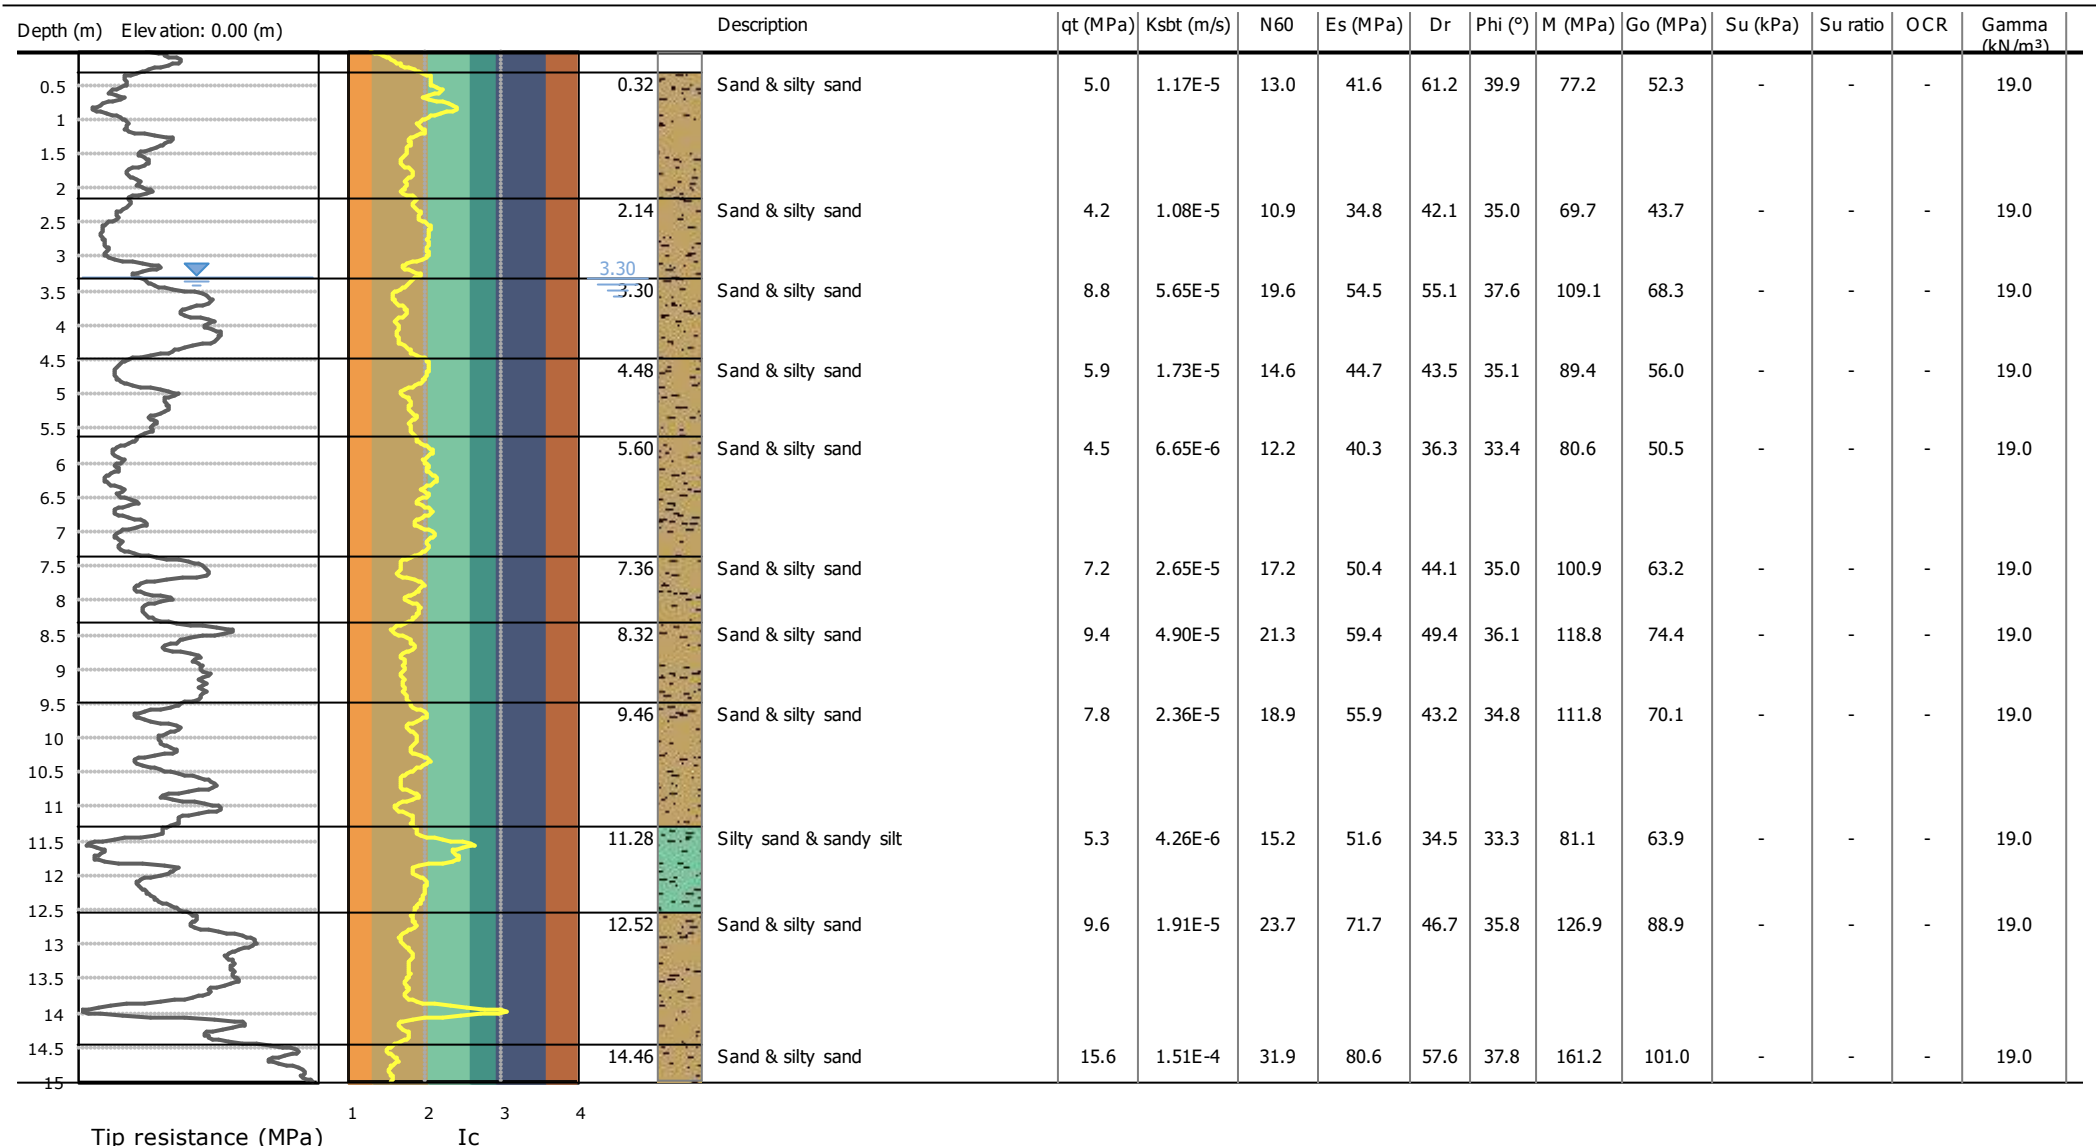 Depth (m) Elevation: 0.00 (m) Description qt (MPa) Ksbt (m/s) N60 Es (MPa) Dr Phi (º) M (MPa) Go (MPa) Su (kPa) Su ratio OCR Gamma
(kN/m³)
0.5 0.32 Sand & silty sand 5.0 1.17E-5 13.0 41.6 61.2 39.9 77.2 52.3 - - - 19.0
1
1.5
2
2.14 Sand & silty sand 4.2 1.08E-5 10.9 34.8 42.1 35.0 69.7 43.7 - - - 19.0
2.5
3
3.30
3.5 3.30 Sand & silty sand 8.8 5.65E-5 19.6 54.5 55.1 37.6 109.1 68.3 - - - 19.0
4
4.5
4.48 Sand & silty sand 5.9 1.73E-5 14.6 44.7 43.5 35.1 89.4 56.0 - - - 19.0
5
5.5
5.60 Sand & silty sand 4.5 6.65E-6 12.2 40.3 36.3 33.4 80.6 50.5 - - - 19.0
6
6.5
7
7.5 7.36 Sand & silty sand 7.2 2.65E-5 17.2 50.4 44.1 35.0 100.9 63.2 - - - 19.0
8
8.5 8.32 Sand & silty sand 9.4 4.90E-5 21.3 59.4 49.4 36.1 118.8 74.4 - - - 19.0
9
9.5
9.46 Sand & silty sand 7.8 2.36E-5 18.9 55.9 43.2 34.8 111.8 70.1 - - - 19.0
10
10.5
11
11.5 11.28 Silty sand & sandy silt 5.3 4.26E-6 15.2 51.6 34.5 33.3 81.1 63.9 - - - 19.0
12
12.5
12.52 Sand & silty sand 9.6 1.91E-5 23.7 71.7 46.7 35.8 126.9 88.9 - - - 19.0
13
13.5
14
14.5 14.46 Sand & silty sand 15.6 1.51E-4 31.9 80.6 57.6 37.8 161.2 101.0 - - - 19.0
15
1 2 3 4
Tip resistance (MPa) Ic